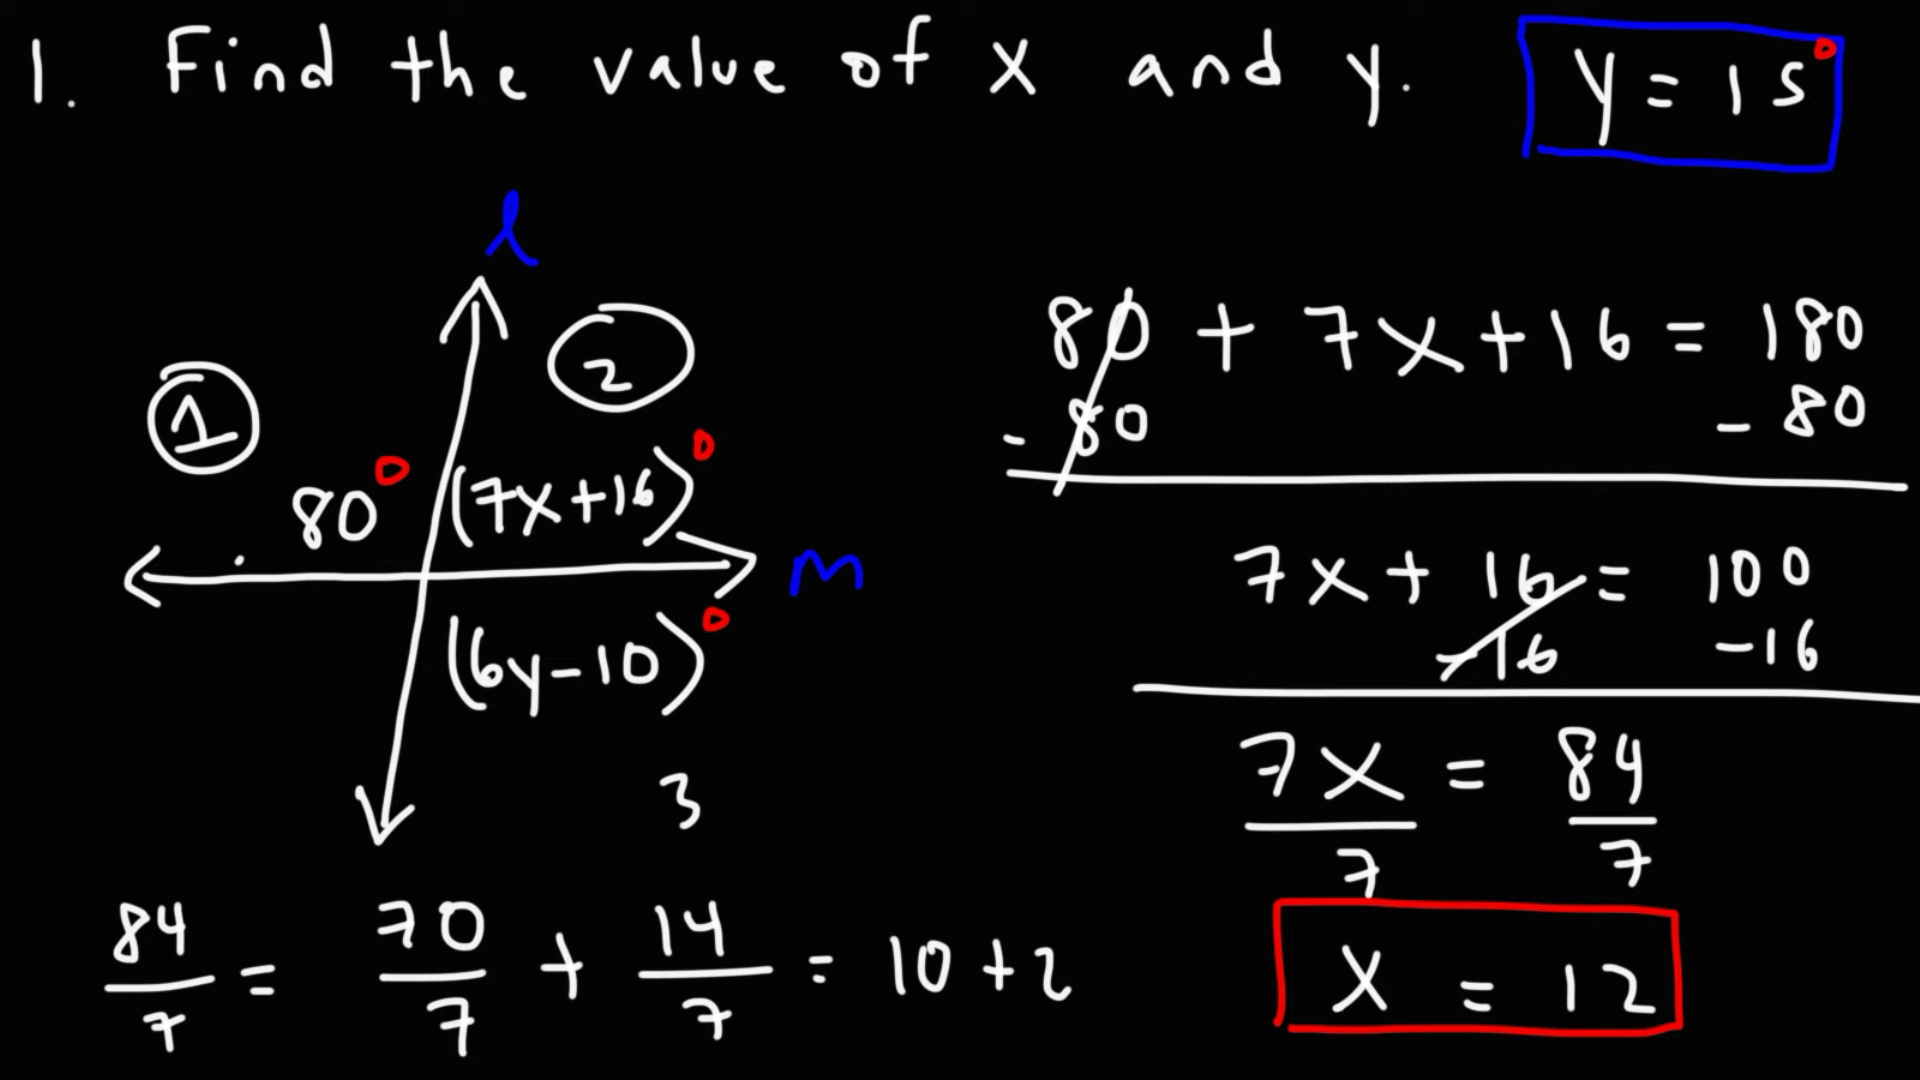 1. Find the value of x and y.
y = 15°
l
1
2
80°
(7x+16)°
m
(6y-10)°
3
80 + 7x + 16 = 180
- 80 - 80
7x + 16 = 100
-16 -16
7x = 84
7 7
x = 12
84/7 = 70/7 + 14/7 = 10 + 2